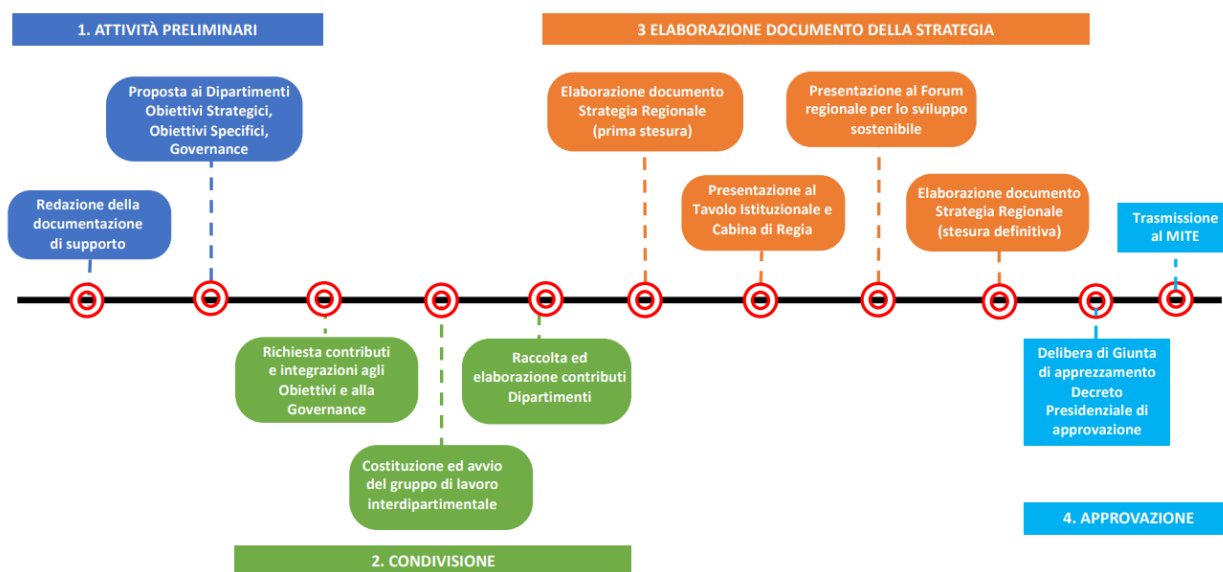 1. ATTIVITÀ PRELIMINARI
Proposta ai Dipartimenti
Obiettivi Strategici,
Obiettivi Specifici,
Governance
Redazione della
documentazione
di supporto
Richiesta contributi
e integrazioni agli
Obiettivi e alla
Governance
Costituzione ed avvio
del gruppo di lavoro
interdipartimentale
Raccolta ed
elaborazione contributi
Dipartimenti
2. CONDIVISIONE
3 ELABORAZIONE DOCUMENTO DELLA STRATEGIA
Elaborazione documento
Strategia Regionale
(prima stesura)
Presentazione al
Tavolo Istituzionale e
Cabina di Regia
Presentazione al Forum
regionale per lo sviluppo
sostenibile
Elaborazione documento
Strategia Regionale
(stesura definitiva)
Trasmissione
al MITE
Delibera di Giunta
di apprezzamento
Decreto
Presidenziale di
approvazione
4. APPROVAZIONE